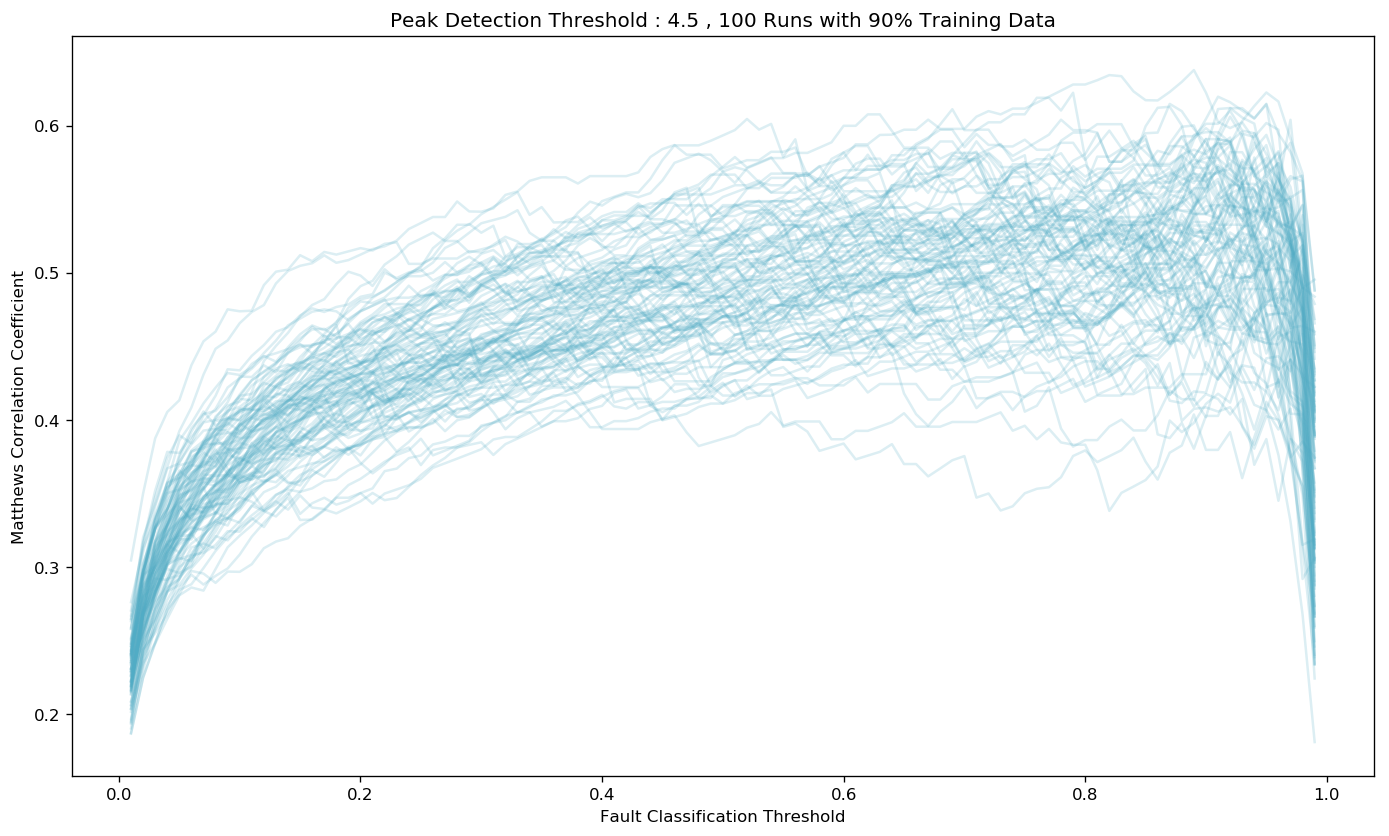 Peak Detection Threshold : 4.5 , 100 Runs with 90% Training Data
Matthews Correlation Coefficient
0.6
0.5
0.4
0.3
0.2
0.0 0.2 0.4 0.6 0.8 1.0
Fault Classification Threshold